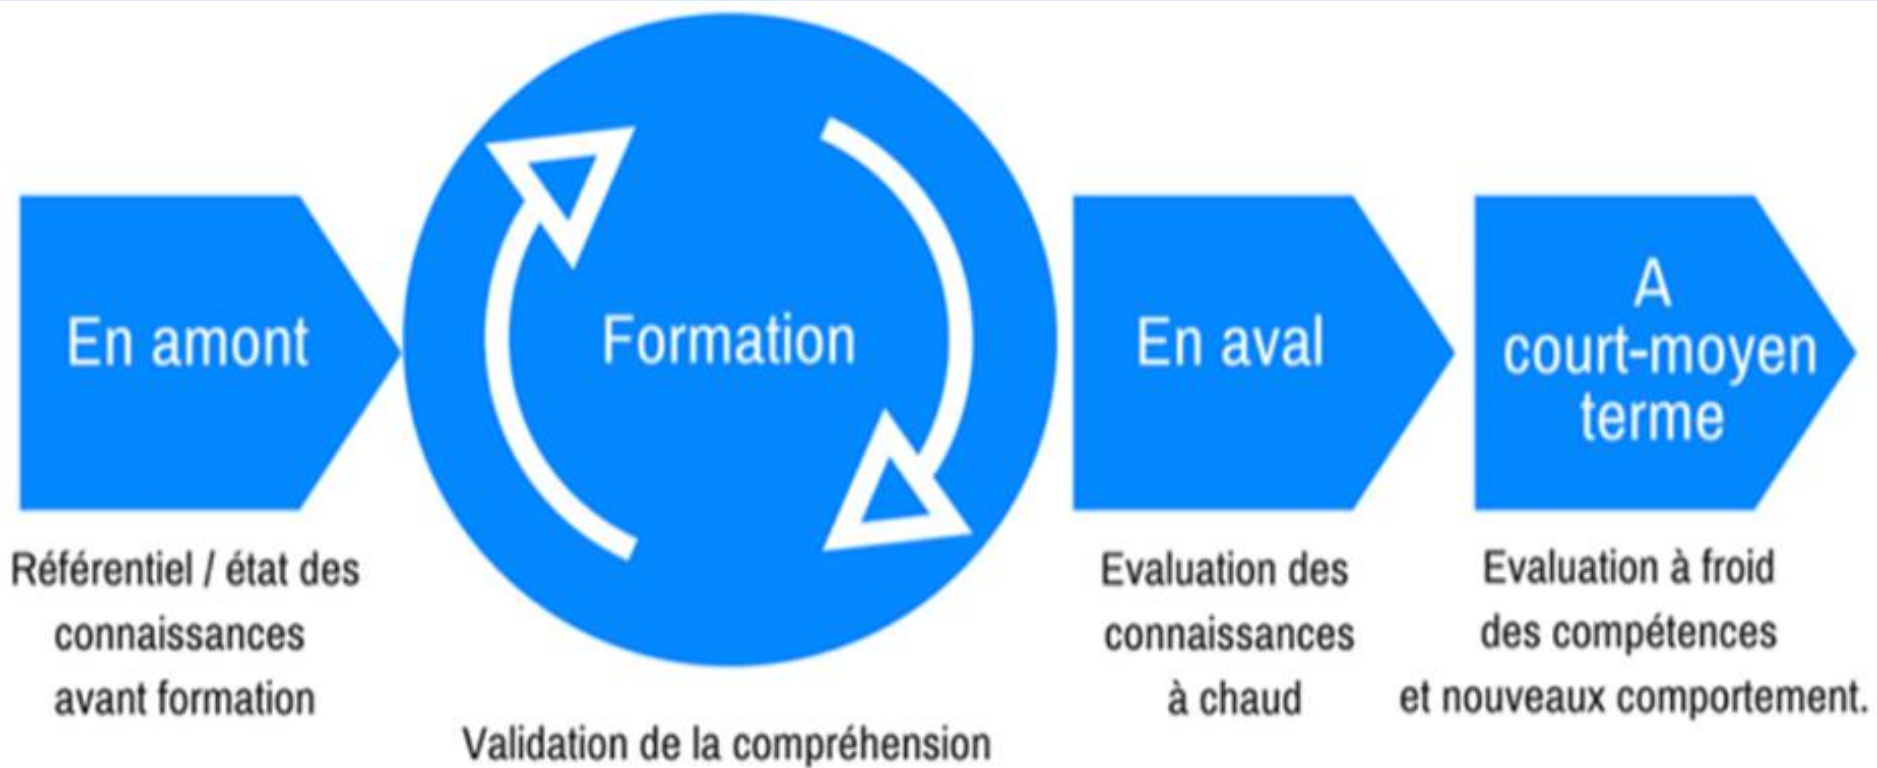 En amont
Référentiel / état des
connaissances
avant formation
Formation
Validation de la compréhension
En aval
Evaluation des
connaissances
à chaud
A
court-moyen
terme
Evaluation à froid
des compétences
et nouveaux comportement.